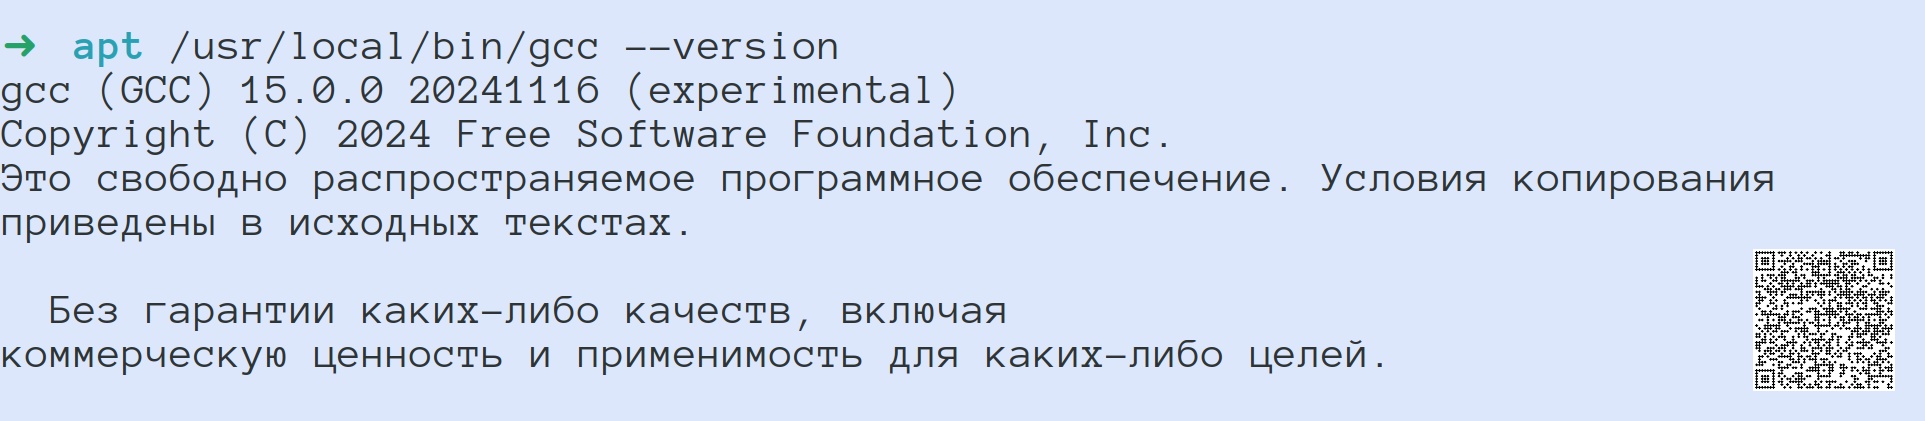 ➜ apt /usr/local/bin/gcc --version
gcc (GCC) 15.0.0 20241116 (experimental)
Copyright (C) 2024 Free Software Foundation, Inc.
Это свободно распространяемое программное обеспечение. Условия копирования
приведены в исходных текстах.
Без гарантии каких-либо качеств, включая
коммерческую ценность и применимость для каких-либо целей.